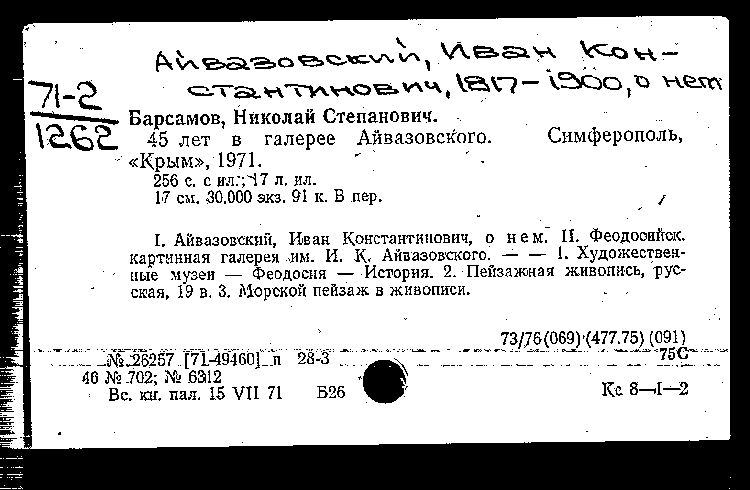 Айвазовский, Иван Кон-
стантинович, 1817-1900, о нем
71-2
1262
Барсамов, Николай Степанович.
45 лет в галерее Айвазовского. Симферополь,
«Крым», 1971.
256 с. с ил.; 17 л. ил.
17 см. 30.000 экз. 91 к. В пер.
I. Айвазовский, Иван Константинович, о нем. II. Феодосийск.
картинная галерея им. И. К. Айвазовского. — — 1. Художествен-
ные музеи — Феодосия — История. 2. Пейзажная живопись, рус-
ская, 19 в. 3. Морской пейзаж в живописи.
73/76(069)(477.75) (091)
75С
№ 26257 [71-49460] п 28-3
46 № 702; № 6312
Вс. кн. пал. 15 VII 71 Б26 Кс 8—I—2